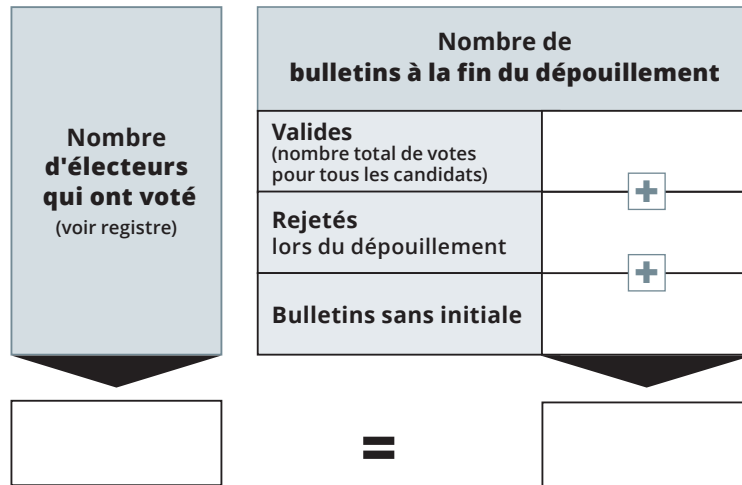 Nombre
d'électeurs
qui ont voté
(voir registre)
Nombre de
bulletins à la fin du dépouillement
Valides
(nombre total de votes
pour tous les candidats)
+
Rejetés
lors du dépouillement
+
Bulletins sans initiale
=